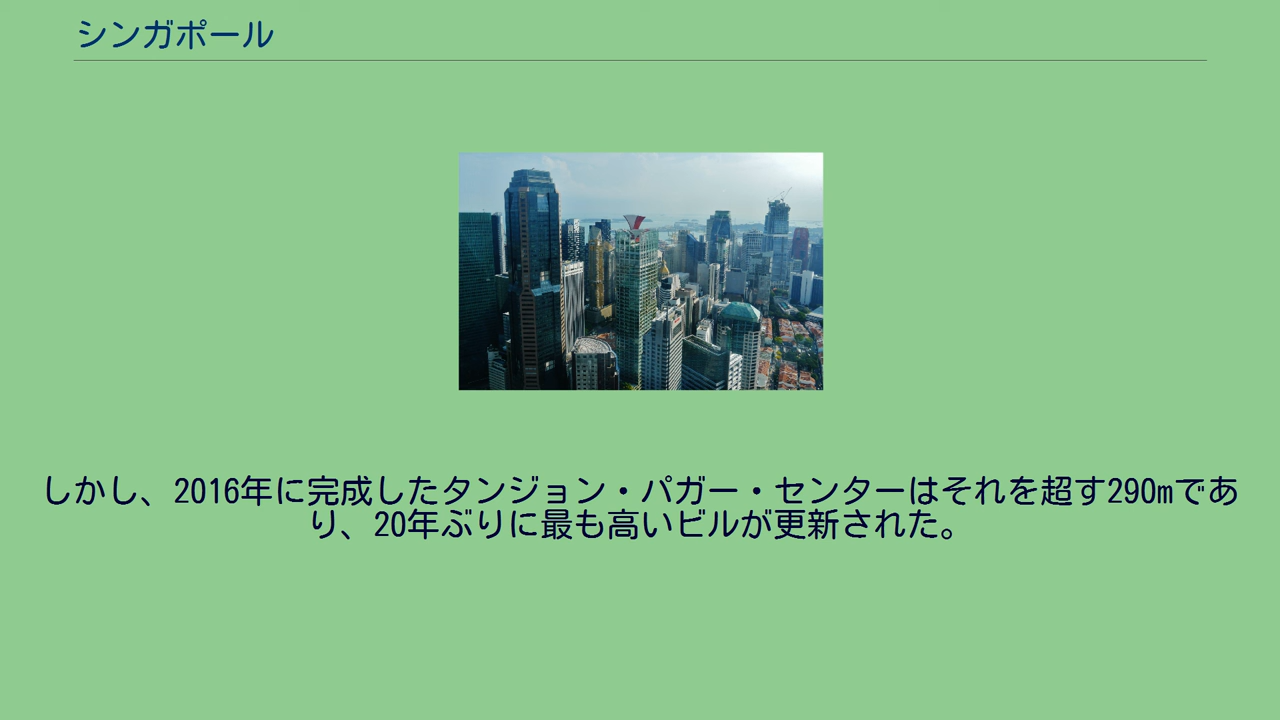 シンガポール
しかし、2016年に完成したタンジョン・パガー・センターはそれを超す290mであ
り、20年ぶりに最も高いビルが更新された。